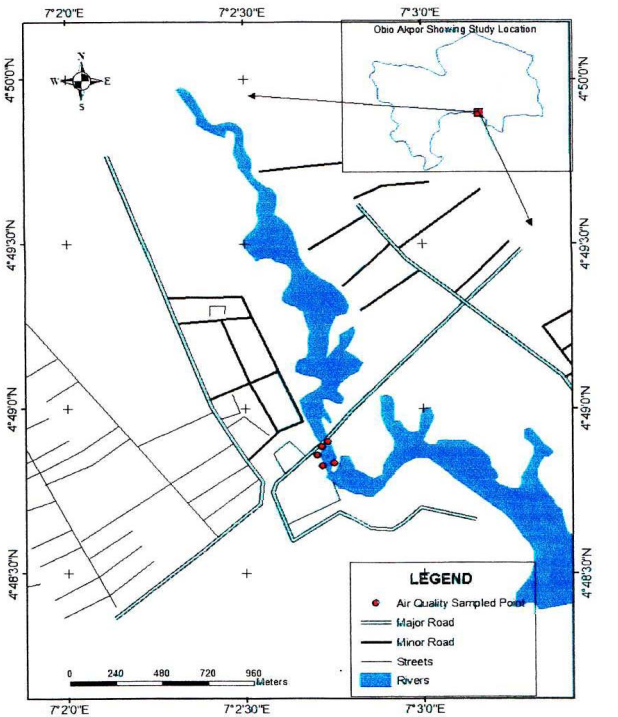 7°2'0"E 7°2'30"E 7°3'0"E
Obio Akpor Showing Study Location
N
W E
S
4°50'0"N 4°50'0"N
4°49'30"N 4°49'30"N
4°49'0"N 4°49'0"N
4°48'30"N 4°48'30"N
LEGEND
Air Quality Sampled Point
Major Road
Minor Road
Streets
Rivers
0 240 480 720 960
Meters
7°2'0"E 7°2'30"E 7°3'0"E